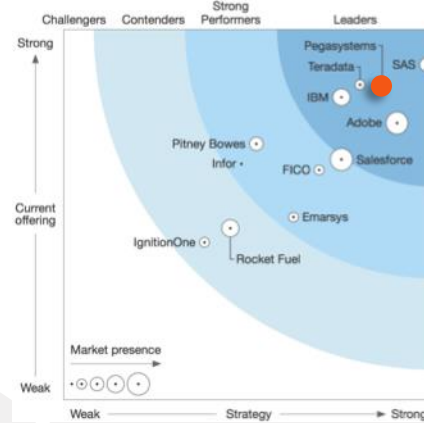 Challengers Contenders Strong Performers Leaders
Strong
Pegasystems
Teradata
SAS
IBM
Adobe
Pitney Bowes
Infor
Salesforce
FICO
Current offering
Emarsys
IgnitionOne
Rocket Fuel
Market presence
Weak
Weak Strategy Strong